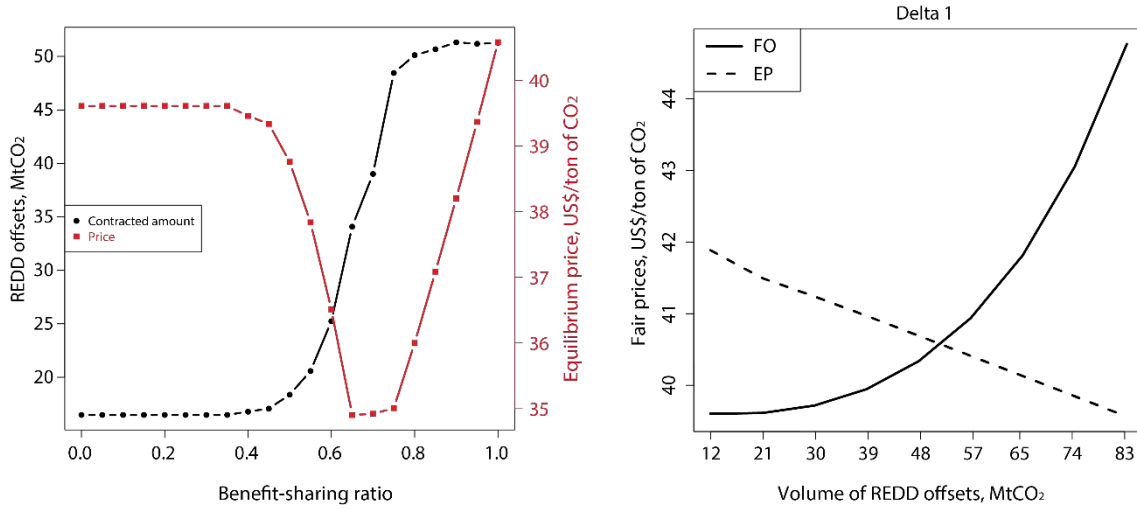 REDD offsets, MtCO₂
50
45
40
35
30
25
20
Contracted amount
Price
0.0 0.2 0.4 0.6 0.8 1.0
Benefit-sharing ratio
40
39
38
37
36
35
Equilibrium price, US$/ton of CO₂
Delta 1
FO
EP
Fair prices, US$/ton of CO₂
44
43
42
41
40
12 21 30 39 48 57 65 74 83
Volume of REDD offsets, MtCO₂